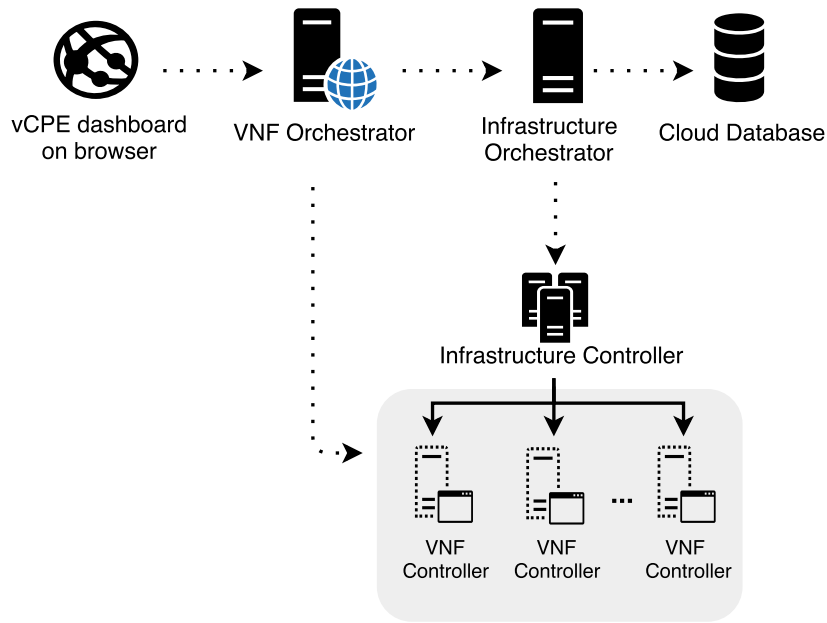 vCPE dashboard
on browser
VNF Orchestrator
Infrastructure
Orchestrator
Cloud Database
Infrastructure Controller
...
VNF
Controller
VNF
Controller
VNF
Controller